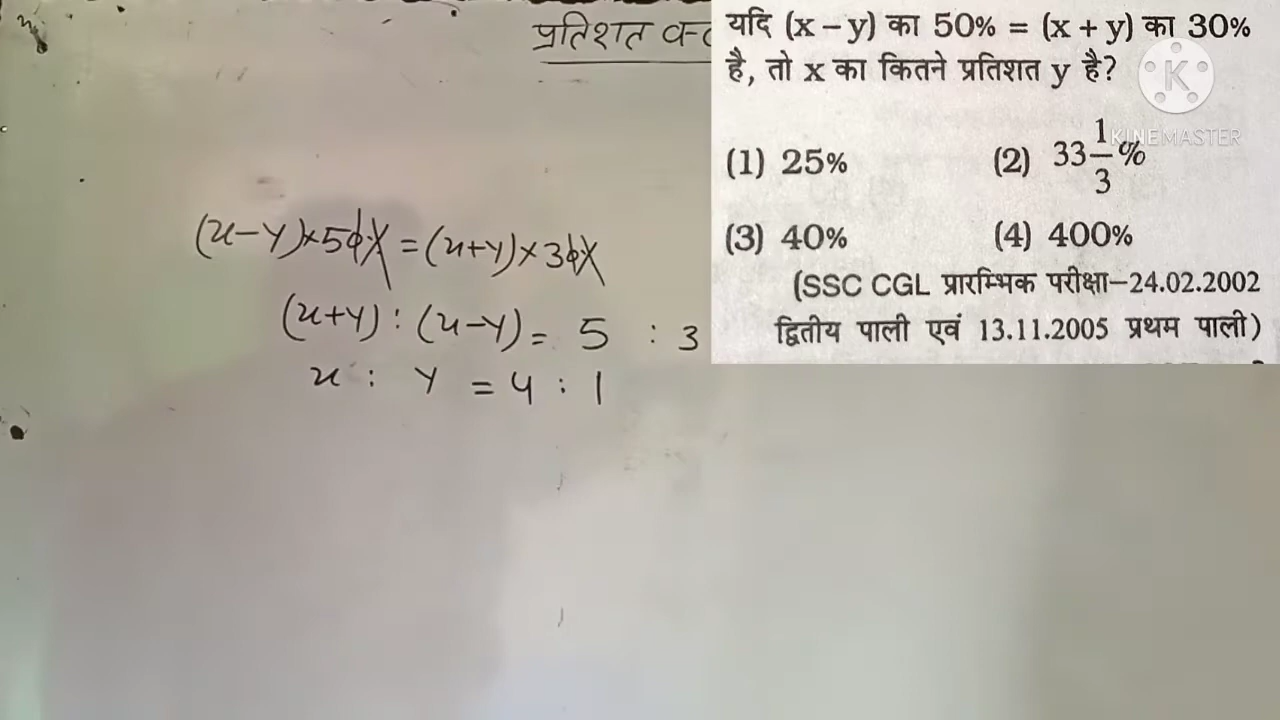 प्रतिशत
(x-y)×50% = (x+y)×30%
(x+y) : (x-y) = 5 : 3
x : y = 4 : 1
यदि (x – y) का 50% = (x + y) का 30%
है, तो x का कितने प्रतिशत y है?
K
KINEMASTER
(1) 25% (2) 33 1/3 %
(3) 40% (4) 400%
(SSC CGL प्रारम्भिक परीक्षा–24.02.2002
द्वितीय पाली एवं 13.11.2005 प्रथम पाली)